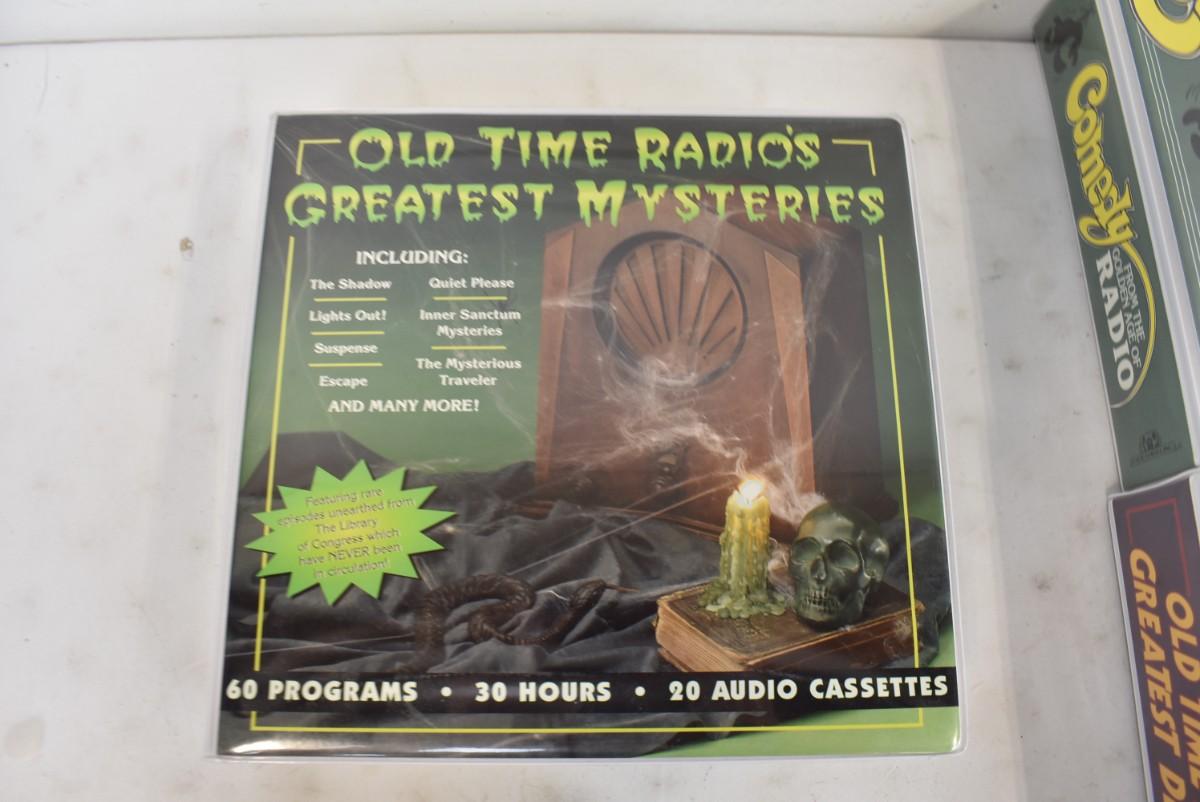 OLD TIME RADIO'S
GREATEST MYSTERIES
INCLUDING:
The Shadow
Lights Out!
Suspense
Escape
Quiet Please
Inner Sanctum
Mysteries
The Mysterious
Traveler
AND MANY MORE!
Featuring rare
episodes unearthed from
The Library
of Congress which
have NEVER been
in circulation!
60 PROGRAMS • 30 HOURS • 20 AUDIO CASSETTES
Comedy
FROM THE
GOLDEN AGE OF
RADIO
OLD TIME
GREATEST